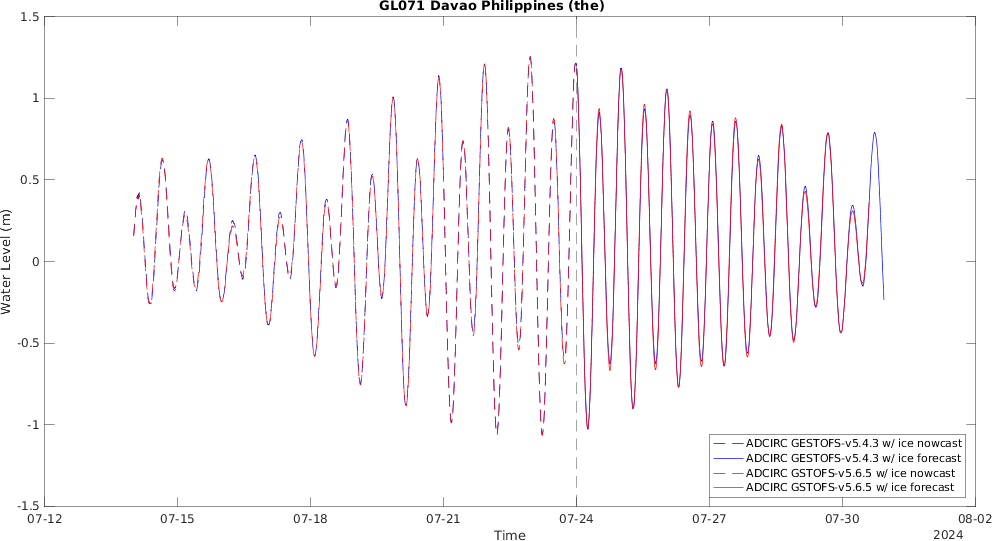 GL071 Davao Philippines (the)
1.5
1
0.5
0
-0.5
-1
-1.5
Water Level (m)
07-12
07-15
07-18
07-21
07-24
07-27
07-30
08-02
Time
2024
ADCIRC GESTOFS-v5.4.3 w/ ice nowcast
ADCIRC GESTOFS-v5.4.3 w/ ice forecast
ADCIRC GSTOFS-v5.6.5 w/ ice nowcast
ADCIRC GSTOFS-v5.6.5 w/ ice forecast